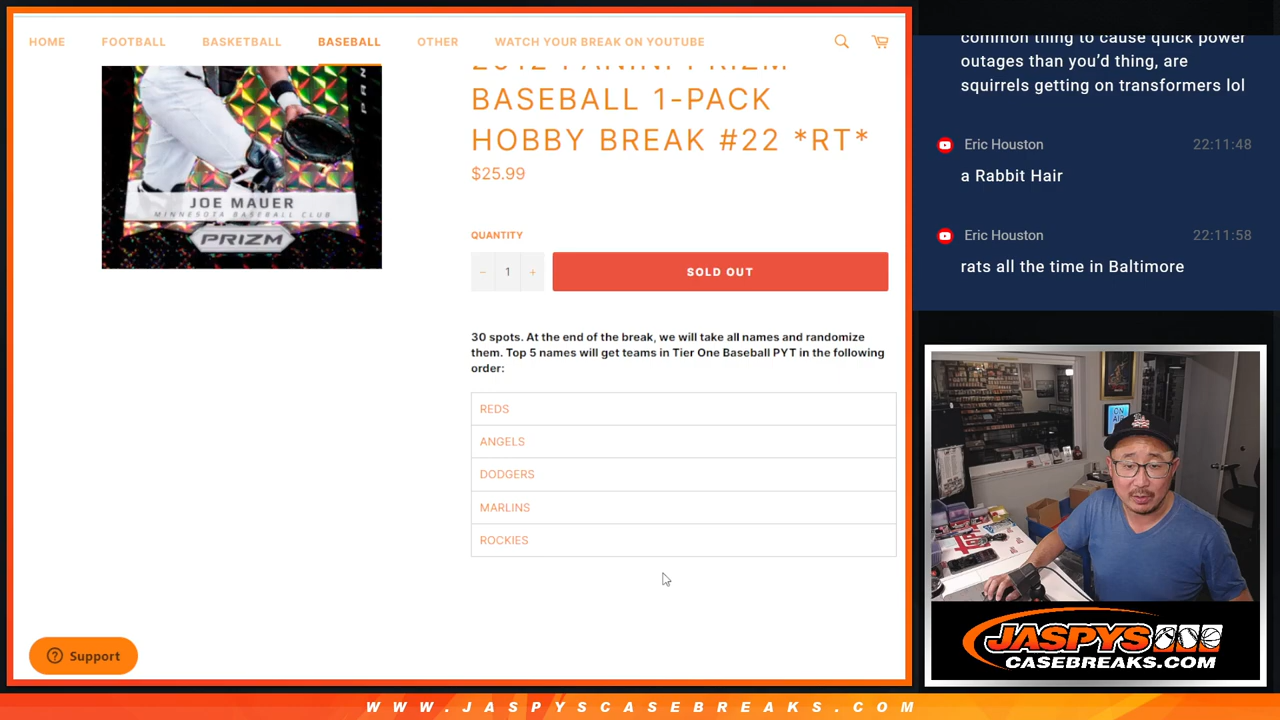 HOME FOOTBALL BASKETBALL BASEBALL OTHER WATCH YOUR BREAK ON YOUTUBE
2012 PANINI PRIZM
BASEBALL 1-PACK
HOBBY BREAK #22 *RT*
$25.99
JOE MAUER
MINNESOTA BASEBALL CLUB
PRIZM
QUANTITY
− 1 +
SOLD OUT
30 spots. At the end of the break, we will take all names and randomize
them. Top 5 names will get teams in Tier One Baseball PYT in the following
order:
REDS
ANGELS
DODGERS
MARLINS
ROCKIES
Support
common thing to cause quick power
outages than you'd thing, are
squirrels getting on transformers lol
Eric Houston 22:11:48
a Rabbit Hair
Eric Houston 22:11:58
rats all the time in Baltimore
ON
AIR
JASPYS
CASEBREAKS.COM
WWW.JASPYSCASEBREAKS.COM